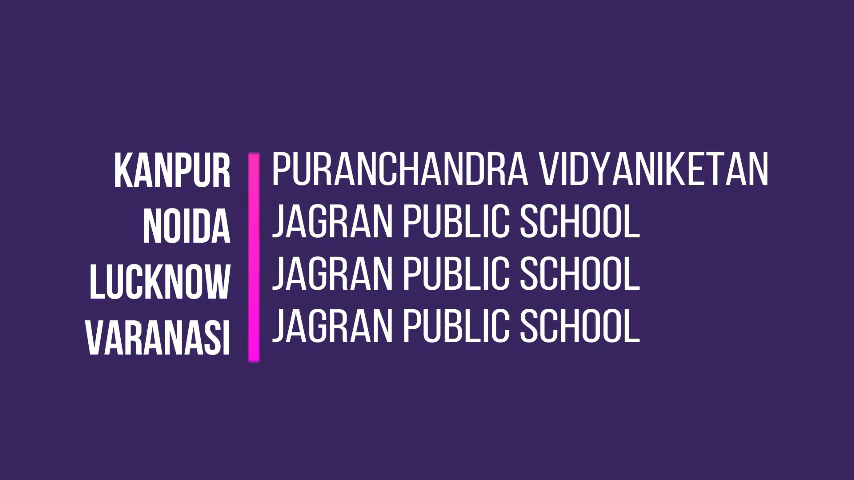 KANPUR PURANCHANDRA VIDYANIKETAN
NOIDA JAGRAN PUBLIC SCHOOL
LUCKNOW JAGRAN PUBLIC SCHOOL
VARANASI JAGRAN PUBLIC SCHOOL